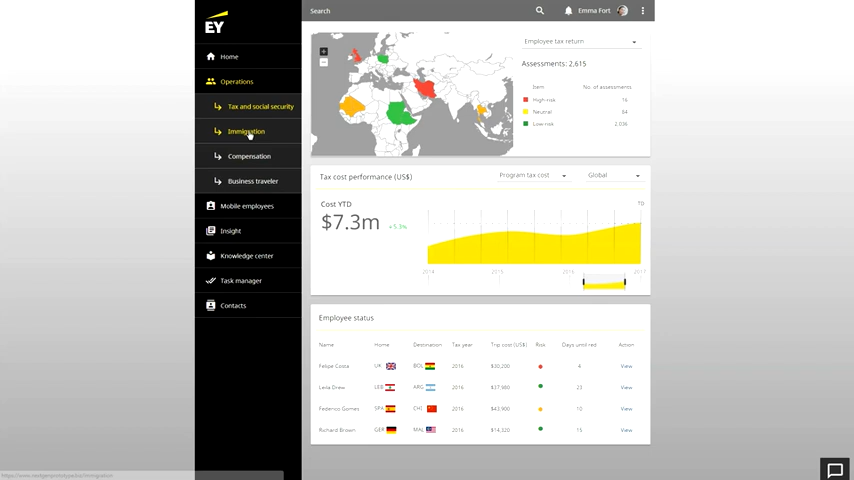 EY
Home
Operations
Tax and social security
Immigration
Compensation
Business traveler
Mobile employees
Insight
Knowledge center
Task manager
Contacts
Search
Emma Fort
Employee tax return
Assessments: 2,615
Item No. of assessments
High-risk 16
Neutral 84
Low-risk 2,036
Tax cost performance (US$)
Program tax cost
Global
Cost YTD
$7.3m +5.3%
2014 2015 2016 2017
Employee status
Name Home Destination Tax year Trip cost (US$) Risk Days until red Action
Felipe Costa UK BOL 2016 $30,200 4 View
Leila Draw LEB ARG 2016 $37,980 23 View
Federico Gomes SPA CHI 2016 $43,900 10 View
Richard Brown GER MAL 2016 $14,320 15 View